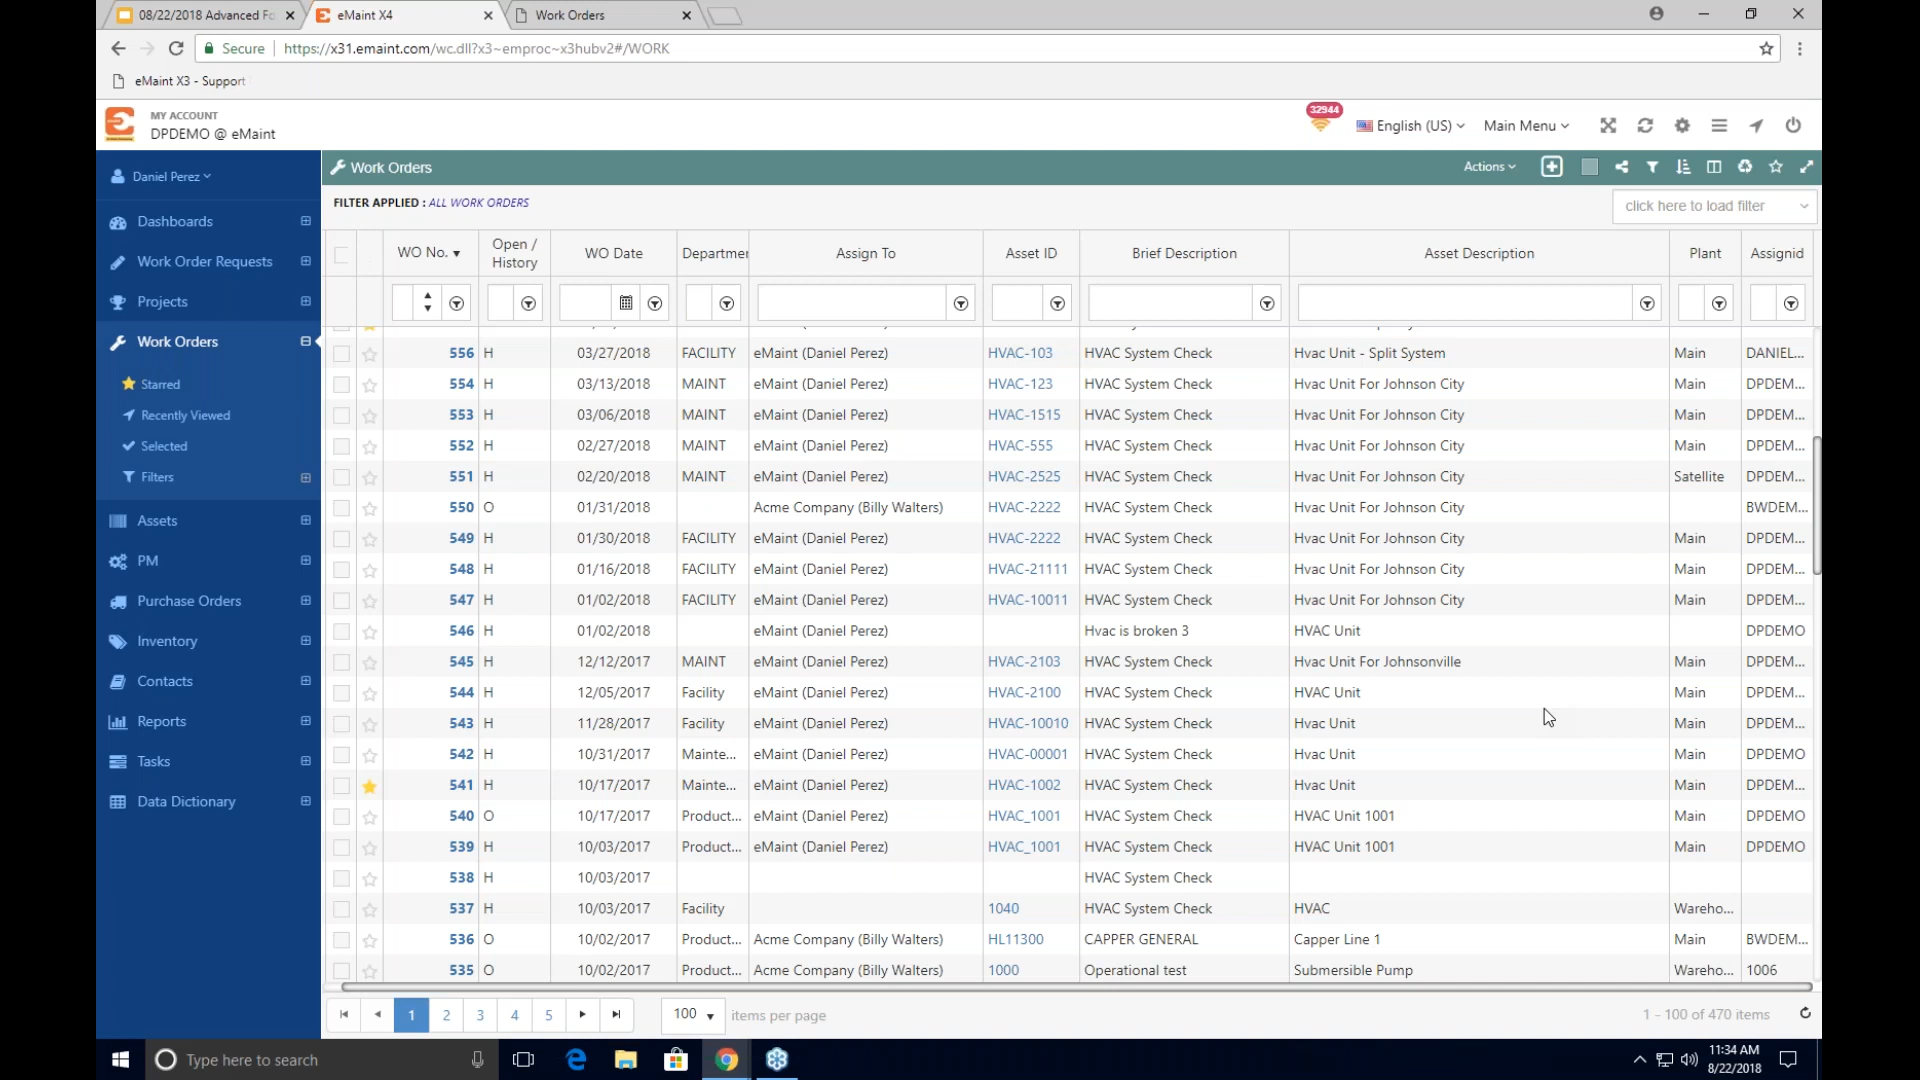 08/22/2018 Advanced Fo
eMaint X4
Work Orders
Secure
https://x31.emaint.com/wc.dll?x3~emproc~x3hubv2#/WORK
eMaint X3 - Support
MY ACCOUNT
DPDEMO @ eMaint
32944
English (US)
Main Menu
Daniel Perez
Dashboards
Work Order Requests
Projects
Work Orders
Starred
Recently Viewed
Selected
Filters
Assets
PM
Purchase Orders
Inventory
Contacts
Reports
Tasks
Data Dictionary
Work Orders
Actions
FILTER APPLIED : ALL WORK ORDERS
click here to load filter
WO No. Open / History WO Date Departmer Assign To Asset ID Brief Description Asset Description Plant Assignid
556 H 03/27/2018 FACILITY eMaint (Daniel Perez) HVAC-103 HVAC System Check Hvac Unit - Split System Main DANIEL...
554 H 03/13/2018 MAINT eMaint (Daniel Perez) HVAC-123 HVAC System Check Hvac Unit For Johnson City Main DPDEM...
553 H 03/06/2018 MAINT eMaint (Daniel Perez) HVAC-1515 HVAC System Check Hvac Unit For Johnson City Main DPDEM...
552 H 02/27/2018 MAINT eMaint (Daniel Perez) HVAC-555 HVAC System Check Hvac Unit For Johnson City Main DPDEM...
551 H 02/20/2018 MAINT eMaint (Daniel Perez) HVAC-2525 HVAC System Check Hvac Unit For Johnson City Satellite DPDEM...
550 O 01/31/2018 Acme Company (Billy Walters) HVAC-2222 HVAC System Check Hvac Unit For Johnson City BWDEM...
549 H 01/30/2018 FACILITY eMaint (Daniel Perez) HVAC-2222 HVAC System Check Hvac Unit For Johnson City Main DPDEM...
548 H 01/16/2018 FACILITY eMaint (Daniel Perez) HVAC-21111 HVAC System Check Hvac Unit For Johnson City Main DPDEM...
547 H 01/02/2018 FACILITY eMaint (Daniel Perez) HVAC-10011 HVAC System Check Hvac Unit For Johnson City Main DPDEM...
546 H 01/02/2018 eMaint (Daniel Perez) Hvac is broken 3 HVAC Unit DPDEMO
545 H 12/12/2017 MAINT eMaint (Daniel Perez) HVAC-2103 HVAC System Check Hvac Unit For Johnsonville Main DPDEM...
544 H 12/05/2017 Facility eMaint (Daniel Perez) HVAC-2100 HVAC System Check HVAC Unit Main DPDEM...
543 H 11/28/2017 Facility eMaint (Daniel Perez) HVAC-10010 HVAC System Check Hvac Unit Main DPDEM...
542 H 10/31/2017 Mainte... eMaint (Daniel Perez) HVAC-00001 HVAC System Check Hvac Unit Main DPDEMO
541 H 10/17/2017 Mainte... eMaint (Daniel Perez) HVAC-1002 HVAC System Check Hvac Unit Main DPDEM...
540 O 10/17/2017 Product... eMaint (Daniel Perez) HVAC_1001 HVAC System Check HVAC Unit 1001 Main DPDEMO
539 H 10/03/2017 Product... eMaint (Daniel Perez) HVAC_1001 HVAC System Check HVAC Unit 1001 Main DPDEMO
538 H 10/03/2017 HVAC System Check
537 H 10/03/2017 Facility 1040 HVAC System Check HVAC Wareho...
536 O 10/02/2017 Product... Acme Company (Billy Walters) HL11300 CAPPER GENERAL Capper Line 1 Main BWDEM...
535 O 10/02/2017 Product... Acme Company (Billy Walters) 1000 Operational test Submersible Pump Wareho... 1006
1 2 3 4 5 100 items per page 1 - 100 of 470 items
Type here to search
11:34 AM
8/22/2018